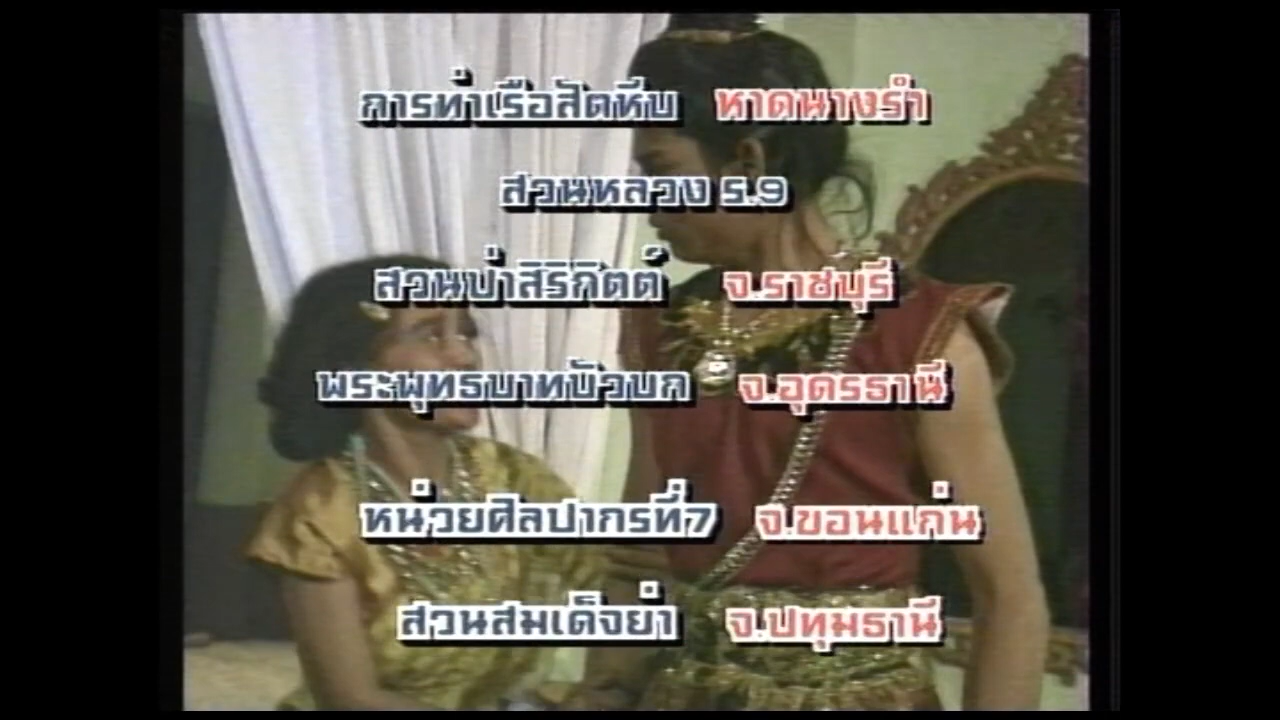 การท่าเรือสัตหีบ หาดนางรำ
สวนหลวง ร.9
สวนป่าสิริกิตต์ จ.ราชบุรี
พระพุทธบาทบัวบก จ.อุดรธานี
หน่วยศิลปากรที่7 จ.ขอนแก่น
สวนสมเด็จย่า จ.ปทุมธานี